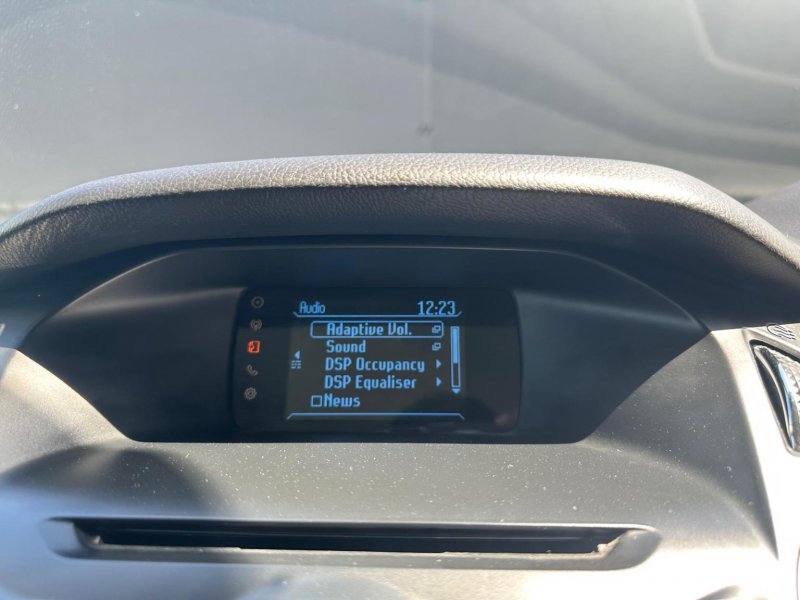 Audio 12:23
Adaptive Vol.
Sound
DSP Occupancy
DSP Equaliser
News